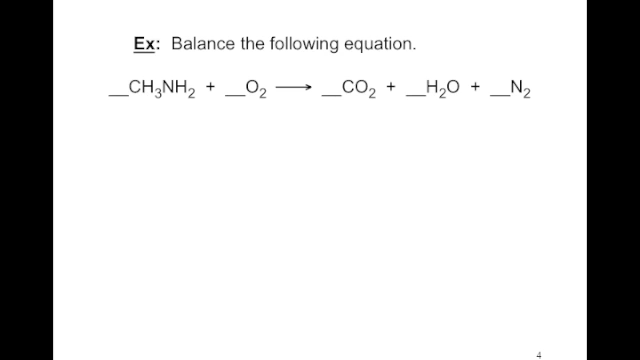 Ex: Balance the following equation.
__CH₃NH₂ + __O₂ ⟶ __CO₂ + __H₂O + __N₂
4